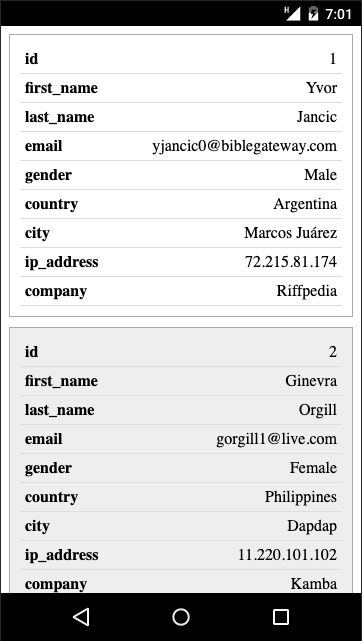 H 7:01
id 1
first_name Yvor
last_name Jancic
email yjancic0@biblegateway.com
gender Male
country Argentina
city Marcos Juárez
ip_address 72.215.81.174
company Riffpedia
id 2
first_name Ginevra
last_name Orgill
email gorgill1@live.com
gender Female
country Philippines
city Dapdap
ip_address 11.220.101.102
company Kamba